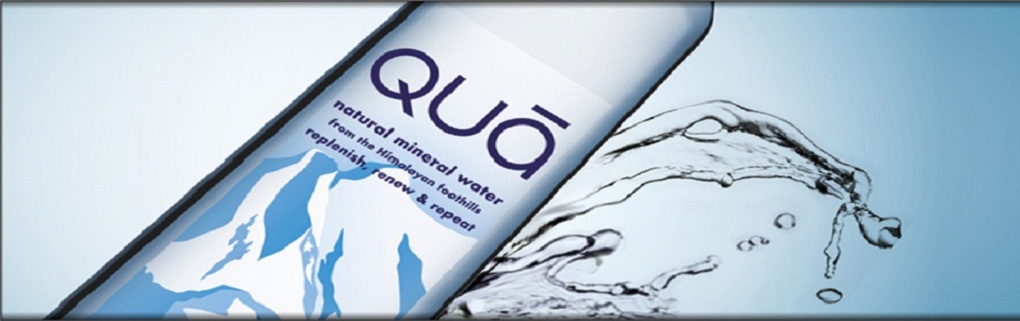 QUā
natural mineral water
from the Himalayan foothills
replenish, renew & repeat